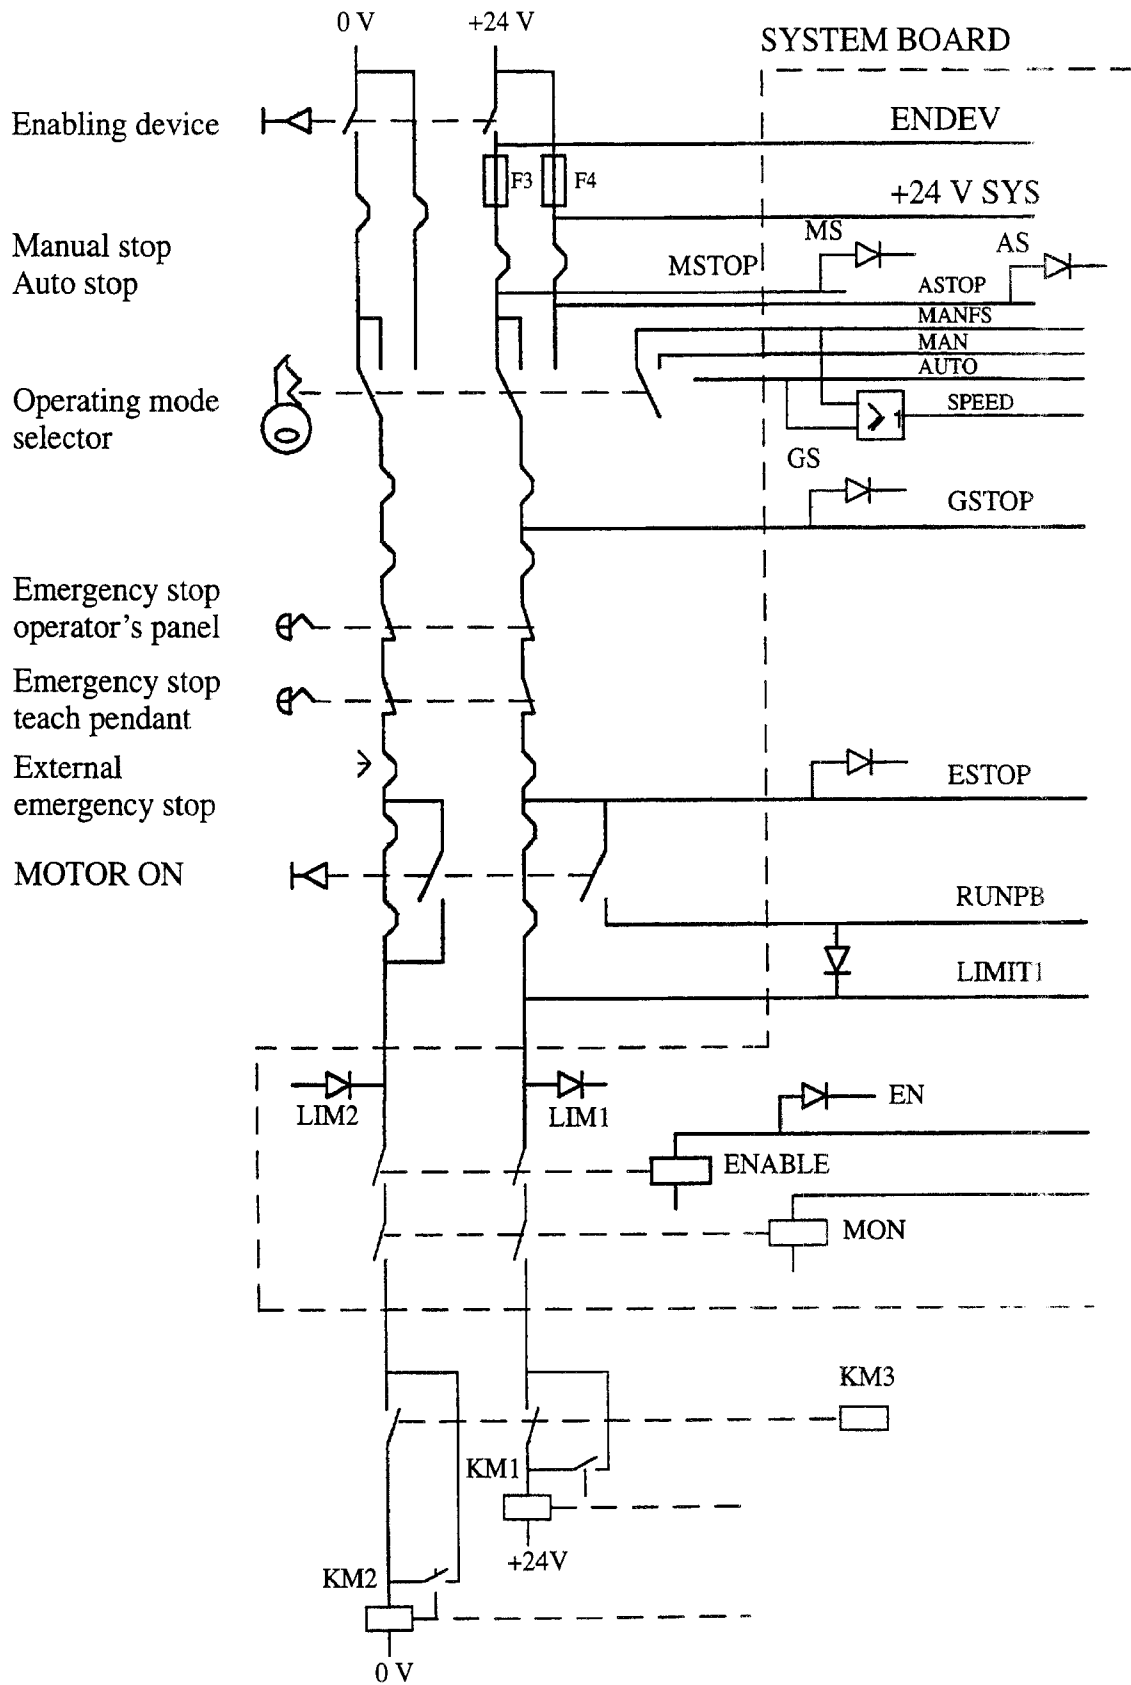 0 V
+24 V
SYSTEM BOARD
Enabling device
ENDEV
F3
F4
+24 V SYS
Manual stop
Auto stop
MSTOP
MS
AS
ASTOP
MANFS
MAN
AUTO
SPEED
Operating mode
selector
>1
GS
GSTOP
Emergency stop
operator's panel
Emergency stop
teach pendant
External
emergency stop
ESTOP
MOTOR ON
RUNPB
LIMIT1
LIM2
LIM1
EN
ENABLE
MON
KM3
KM1
+24V
KM2
0 V